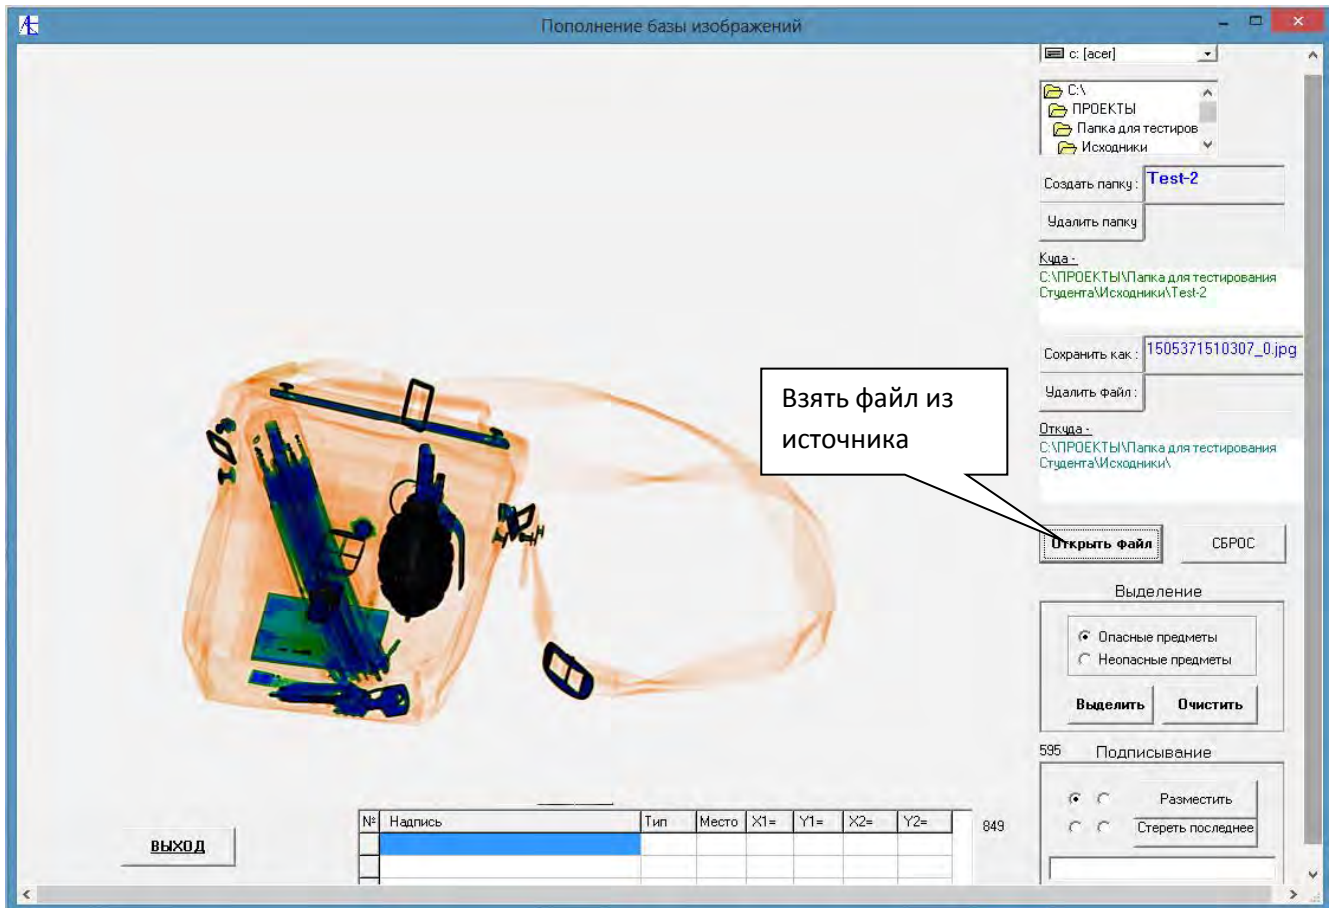 Пополнение базы изображений
c: [acer]
C:\
ПРОЕКТЫ
Папка для тестиров
Исходники
Создать папку : Test-2
Удалить папку
Куда -
C:\ПРОЕКТЫ\Папка для тестирования
Студента\Исходники\Test-2
Сохранить как : 1505371510307_0.jpg
Удалить файл :
Откуда -
C:\ПРОЕКТЫ\Папка для тестирования
Студента\Исходники\
Взять файл из
источника
Открыть файл СБРОС
Выделение
Опасные предметы
Неопасные предметы
Выделить Очистить
595 Подписывание
Разместить
Стереть последнее
№ Надпись Тип Место X1= Y1= X2= Y2=
849
ВЫХОД